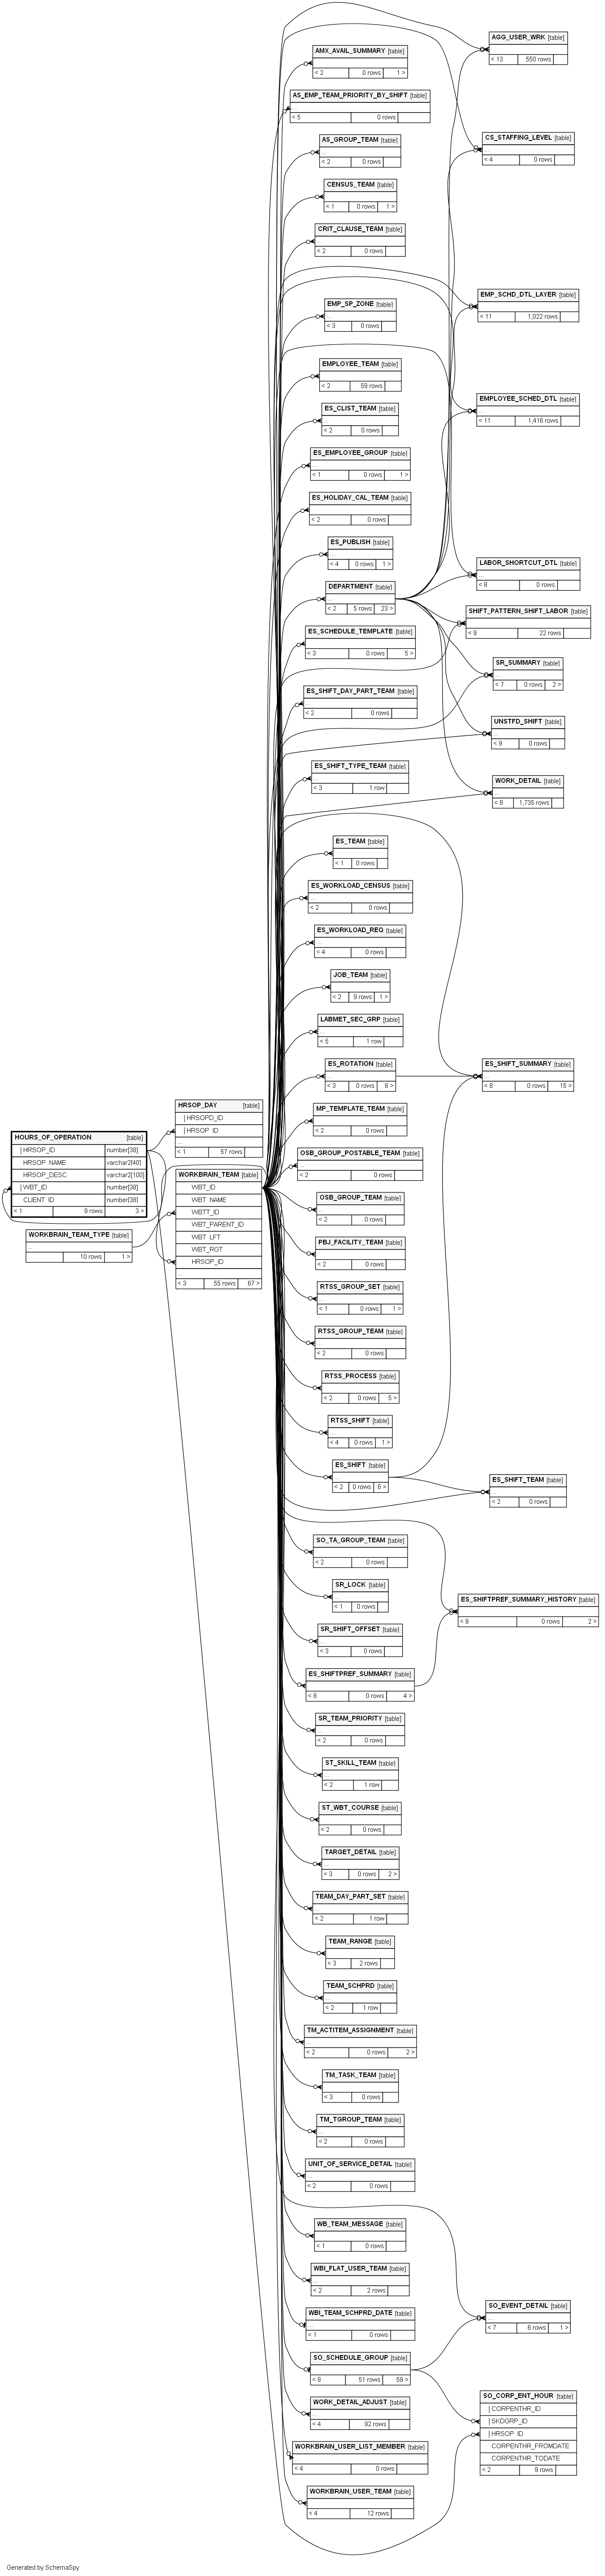 AGG_USER_WRK [table]
...
< 13 550 rows
AMX_AVAIL_SUMMARY [table]
...
< 2 0 rows 1 >
AS_EMP_TEAM_PRIORITY_BY_SHIFT [table]
...
< 5 0 rows
AS_GROUP_TEAM [table]
...
< 2 0 rows
CS_STAFFING_LEVEL [table]
...
< 4 0 rows
CENSUS_TEAM [table]
...
< 1 0 rows 1 >
CRIT_CLAUSE_TEAM [table]
...
< 2 0 rows
EMP_SP_ZONE [table]
...
< 3 0 rows
EMP_SCHD_DTL_LAYER [table]
...
< 11 1,022 rows
EMPLOYEE_TEAM [table]
...
< 2 59 rows
ES_CLIST_TEAM [table]
...
< 2 0 rows
EMPLOYEE_SCHED_DTL [table]
...
< 11 1,416 rows
ES_EMPLOYEE_GROUP [table]
...
< 1 0 rows 1 >
ES_HOLIDAY_CAL_TEAM [table]
...
< 2 0 rows
ES_PUBLISH [table]
...
< 4 0 rows 1 >
DEPARTMENT [table]
...
< 2 5 rows 23 >
LABOR_SHORTCUT_DTL [table]
...
< 8 0 rows
SHIFT_PATTERN_SHIFT_LABOR [table]
...
< 9 22 rows
ES_SCHEDULE_TEMPLATE [table]
...
< 3 0 rows 5 >
SR_SUMMARY [table]
...
< 7 0 rows 2 >
ES_SHIFT_DAY_PART_TEAM [table]
...
< 2 0 rows
UNSTFD_SHIFT [table]
...
< 9 0 rows
ES_SHIFT_TYPE_TEAM [table]
...
< 3 1 row
WORK_DETAIL [table]
...
< 8 1,735 rows
ES_TEAM [table]
...
< 1 0 rows
ES_WORKLOAD_CENSUS [table]
...
< 2 0 rows
ES_WORKLOAD_REQ [table]
...
< 4 0 rows
JOB_TEAM [table]
...
< 2 9 rows 1 >
LABMET_SEC_GRP [table]
...
< 5 1 row
ES_ROTATION [table]
...
< 3 0 rows 6 >
ES_SHIFT_SUMMARY [table]
...
< 8 0 rows 15 >
HRSOP_DAY [table]
HRSOPD_ID
HRSOP_ID
...
< 1 57 rows
MP_TEMPLATE_TEAM [table]
...
< 2 0 rows
HOURS_OF_OPERATION [table]
HRSOP_ID number[38]
HRSOP_NAME varchar2[40]
HRSOP_DESC varchar2[100]
WBT_ID number[38]
CLIENT_ID number[38]
< 1 9 rows 3 >
WORKBRAIN_TEAM_TYPE [table]
...
10 rows 1 >
WORKBRAIN_TEAM [table]
WBT_ID
WBT_NAME
WBTT_ID
WBT_PARENT_ID
WBT_LFT
WBT_RGT
HRSOP_ID
...
< 3 55 rows 67 >
OSB_GROUP_POSTABLE_TEAM [table]
...
< 2 0 rows
OSB_GROUP_TEAM [table]
...
< 2 0 rows
PBJ_FACILITY_TEAM [table]
...
< 2 0 rows
RTSS_GROUP_SET [table]
...
< 1 0 rows 1 >
RTSS_GROUP_TEAM [table]
...
< 2 0 rows
RTSS_PROCESS [table]
...
< 2 0 rows 5 >
RTSS_SHIFT [table]
...
< 4 0 rows 1 >
ES_SHIFT [table]
...
< 2 0 rows 6 >
ES_SHIFT_TEAM [table]
...
< 2 0 rows
SO_TA_GROUP_TEAM [table]
...
< 2 0 rows
SR_LOCK [table]
...
< 1 0 rows
ES_SHIFTPREF_SUMMARY_HISTORY [table]
...
< 9 0 rows 2 >
SR_SHIFT_OFFSET [table]
...
< 3 0 rows
ES_SHIFTPREF_SUMMARY [table]
...
< 8 0 rows 4 >
SR_TEAM_PRIORITY [table]
...
< 2 0 rows
ST_SKILL_TEAM [table]
...
< 2 1 row
ST_WBT_COURSE [table]
...
< 2 0 rows
TARGET_DETAIL [table]
...
< 3 0 rows 2 >
TEAM_DAY_PART_SET [table]
...
< 2 1 row
TEAM_RANGE [table]
...
< 3 2 rows
TEAM_SCHPRD [table]
...
< 2 1 row
TM_ACTITEM_ASSIGNMENT [table]
...
< 2 0 rows 2 >
TM_TASK_TEAM [table]
...
< 3 0 rows
TM_TGROUP_TEAM [table]
...
< 2 0 rows
UNIT_OF_SERVICE_DETAIL [table]
...
< 2 0 rows
WB_TEAM_MESSAGE [table]
...
< 1 0 rows
WBI_FLAT_USER_TEAM [table]
...
< 2 2 rows
WBI_TEAM_SCHPRD_DATE [table]
...
< 1 0 rows
SO_EVENT_DETAIL [table]
...
< 7 6 rows 1 >
SO_SCHEDULE_GROUP [table]
...
< 8 51 rows 59 >
WORK_DETAIL_ADJUST [table]
...
< 4 92 rows
SO_CORP_ENT_HOUR [table]
CORPENTHR_ID
SKDGRP_ID
HRSOP_ID
CORPENTHR_FROMDATE
CORPENTHR_TODATE
< 2 9 rows
WORKBRAIN_USER_LIST_MEMBER [table]
...
< 4 0 rows
WORKBRAIN_USER_TEAM [table]
...
< 4 12 rows
Generated by SchemaSpy